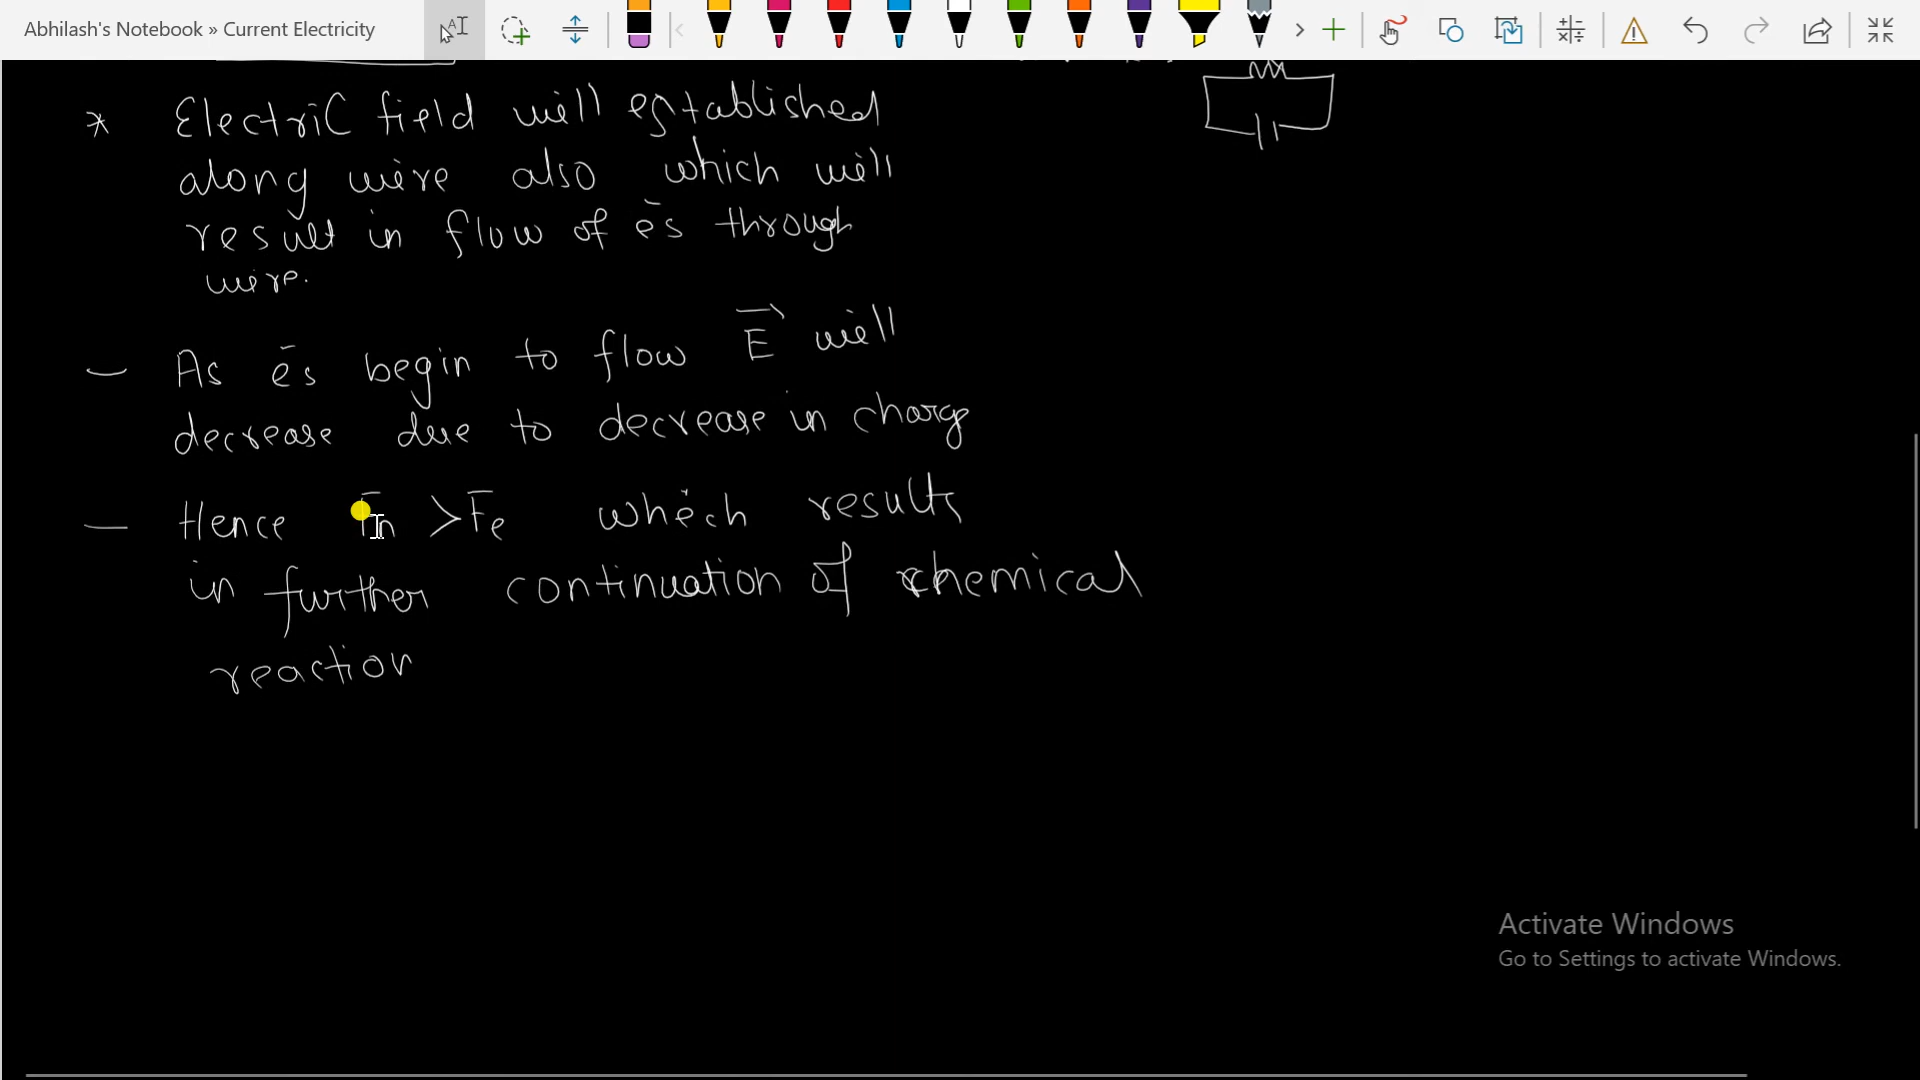 Abhilash's Notebook » Current Electricity
* Electric field will established
along wire also which will
result in flow of ēs through
wire.
– As ēs begin to flow E⃗ will
decrease due to decrease in charge
– Hence F̄n > F̄e which results
in further continuation of chemical
reaction
Activate Windows
Go to Settings to activate Windows.